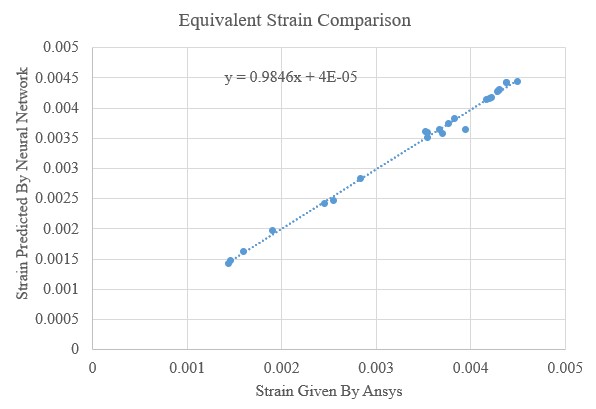 Equivalent Strain Comparison
0.005
0.0045
0.004
0.0035
0.003
0.0025
0.002
0.0015
0.001
0.0005
0
y = 0.9846x + 4E-05
Strain Predicted By Neural Network
0 0.001 0.002 0.003 0.004 0.005
Strain Given By Ansys